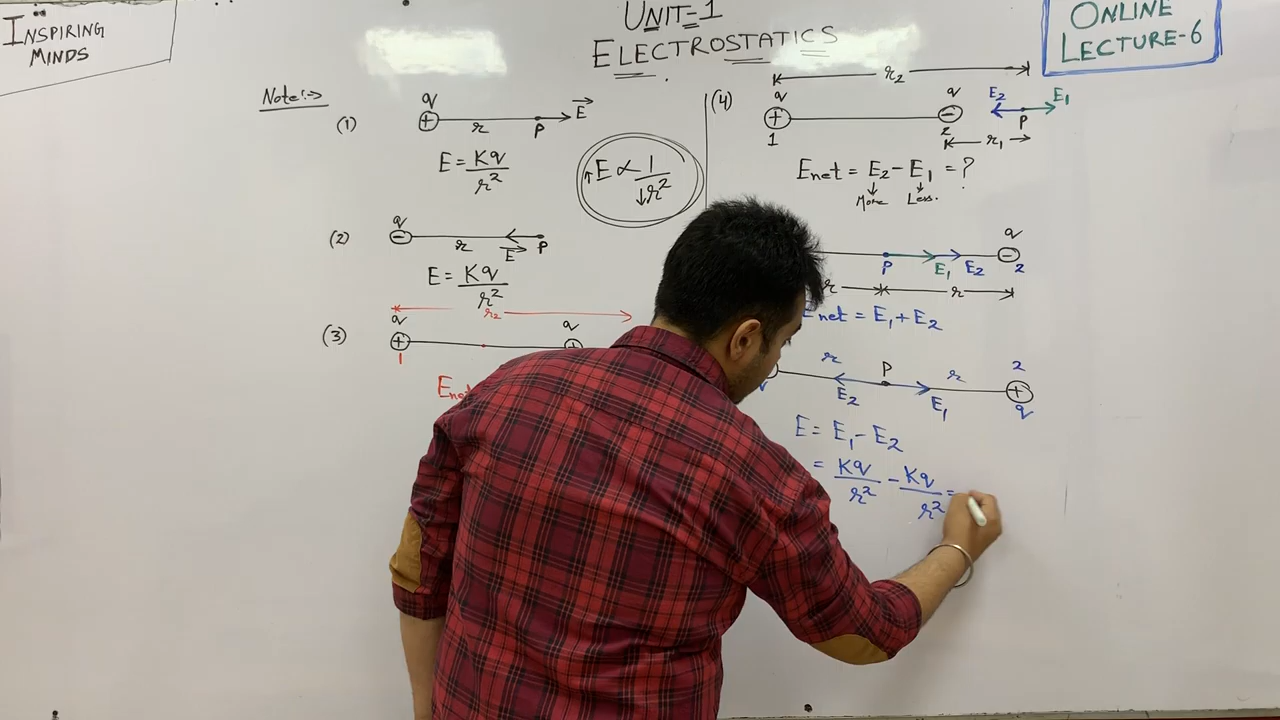 INSPIRING
MINDS
UNIT-1
ELECTROSTATICS
ONLINE
LECTURE-6
Note:→
(1)
q
+
r
P
E
E = Kq/r²
↑E ∝ 1/↓r²
(2)
q
−
r
E
P
E = Kq/r²
(3)
r₂
q
q
+
+
1
Enet
(4)
r₂
q
q
E₂
E₁
+
−
P
1
2
r₁
Enet = E₂ − E₁ = ?
More Less.
q
P
E₁
E₂
−
2
r
r
Enet = E₁ + E₂
r
P
r
2
E₂
E₁
+
q
E = E₁ − E₂
= Kq/r² − Kq/r² =